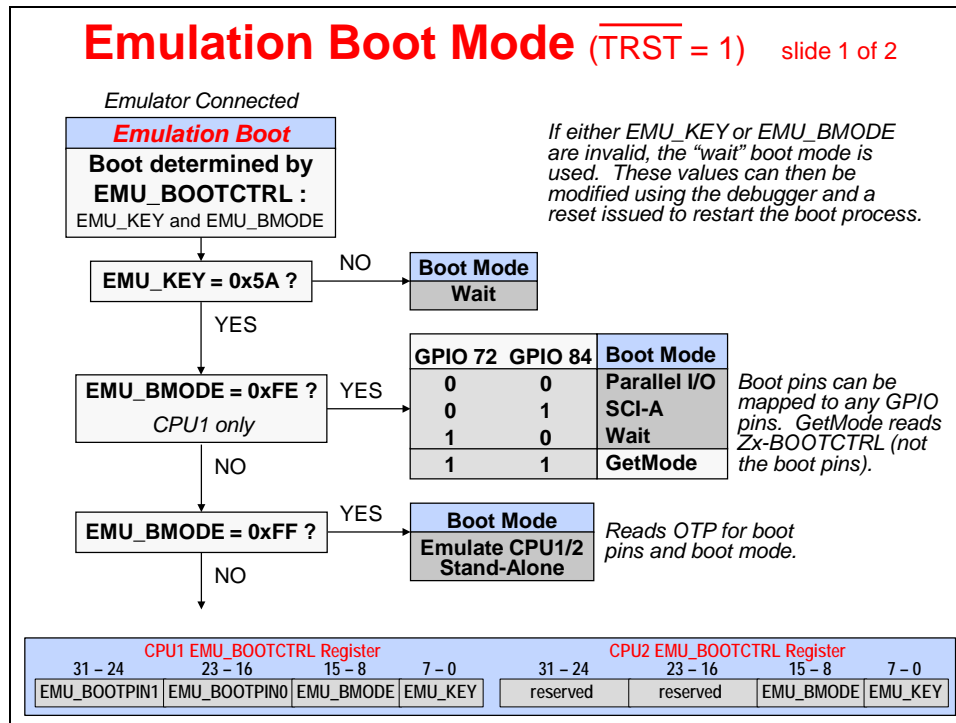 Emulation Boot Mode (TRST = 1) slide 1 of 2
Emulator Connected
Emulation Boot
Boot determined by
EMU_BOOTCTRL :
EMU_KEY and EMU_BMODE
If either EMU_KEY or EMU_BMODE
are invalid, the “wait” boot mode is
used. These values can then be
modified using the debugger and a
reset issued to restart the boot process.
EMU_KEY = 0x5A ?
NO
Boot Mode
Wait
YES
EMU_BMODE = 0xFE ?
CPU1 only
YES
GPIO 72 GPIO 84 Boot Mode
0 0 Parallel I/O
0 1 SCI-A
1 0 Wait
1 1 GetMode
Boot pins can be
mapped to any GPIO
pins. GetMode reads
Zx-BOOTCTRL (not
the boot pins).
NO
EMU_BMODE = 0xFF ?
YES
Boot Mode
Emulate CPU1/2
Stand-Alone
Reads OTP for boot
pins and boot mode.
NO
CPU1 EMU_BOOTCTRL Register
31 – 24 23 – 16 15 – 8 7 – 0
EMU_BOOTPIN1 EMU_BOOTPIN0 EMU_BMODE EMU_KEY
CPU2 EMU_BOOTCTRL Register
31 – 24 23 – 16 15 – 8 7 – 0
reserved reserved EMU_BMODE EMU_KEY